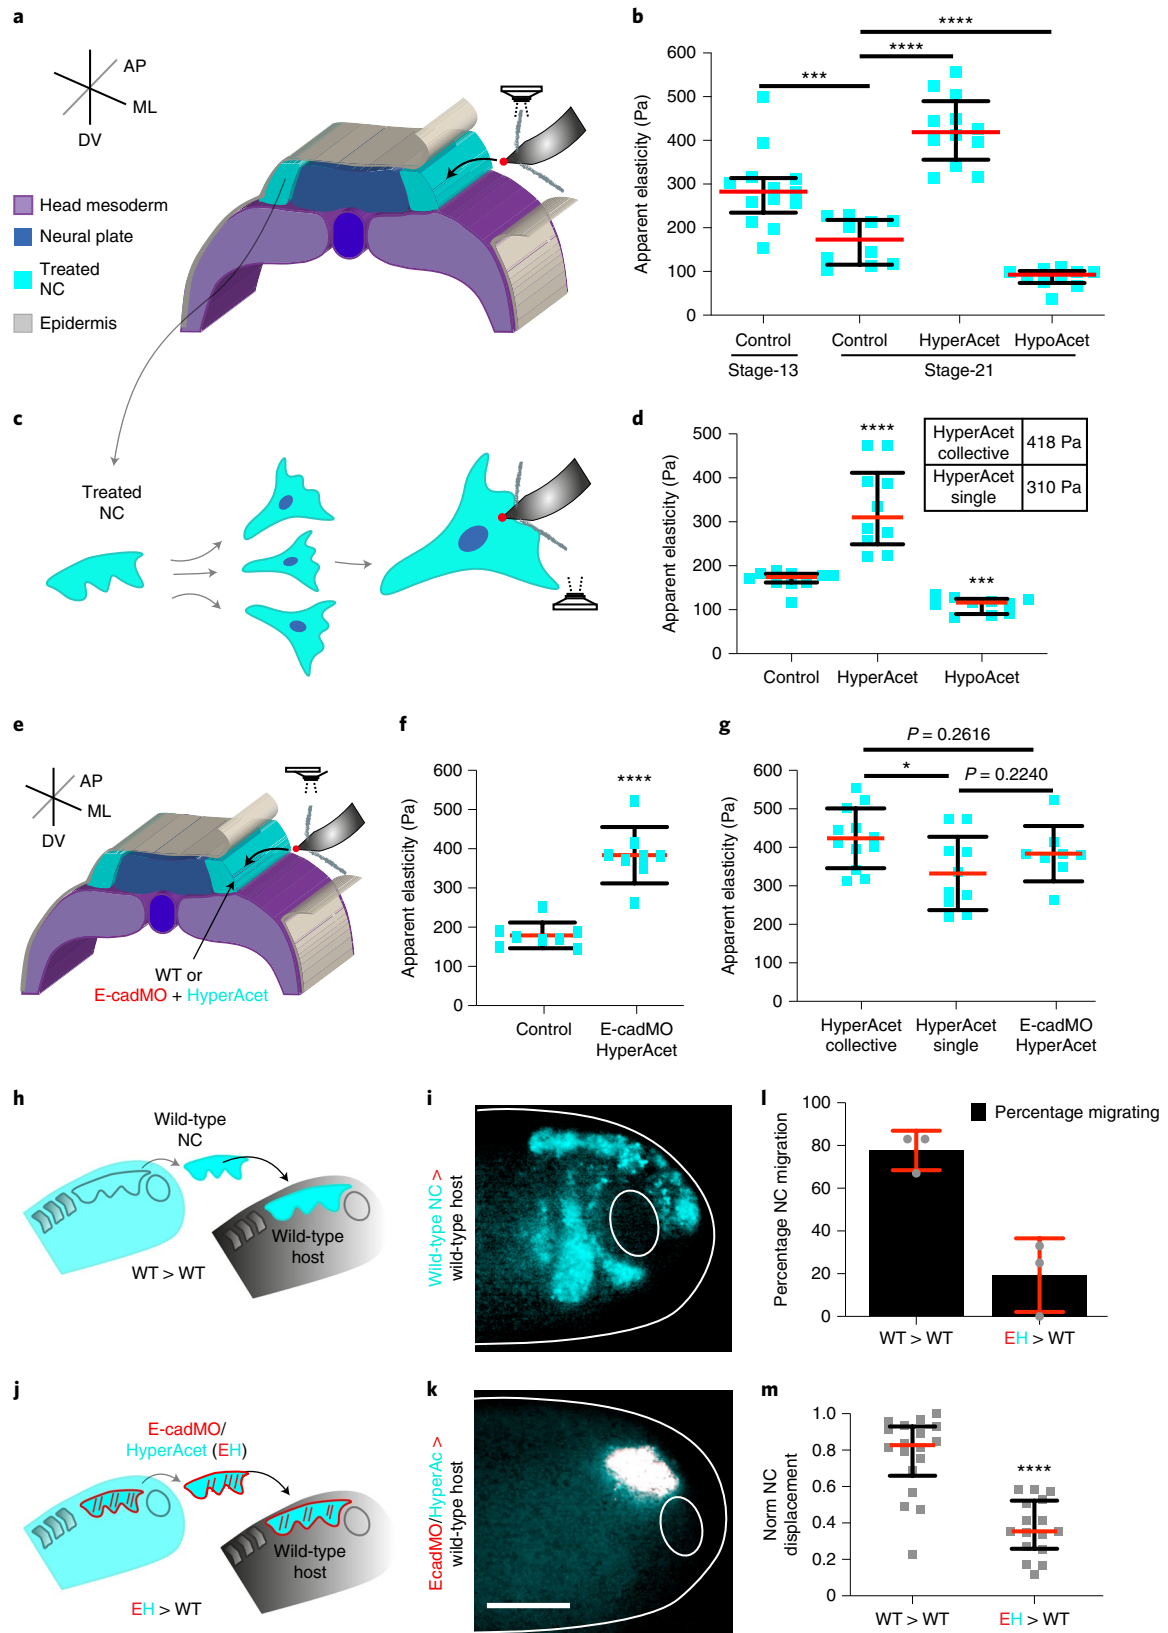 a
AP
ML
DV
Head mesoderm
Neural plate
Treated
NC
Epidermis
b
****
****
***
Apparent elasticity (Pa)
600
500
400
300
200
100
0
Control
Control
HyperAcet
HypoAcet
Stage-13
Stage-21
c
Treated
NC
d
Apparent elasticity (Pa)
500
400
300
200
100
0
****
***
HyperAcet
collective
418 Pa
HyperAcet
single
310 Pa
Control
HyperAcet
HypoAcet
e
AP
ML
DV
WT or
E-cadMO + HyperAcet
f
Apparent elasticity (Pa)
600
500
400
300
200
100
0
****
Control
E-cadMO
HyperAcet
g
P = 0.2616
*
P = 0.2240
Apparent elasticity (Pa)
600
500
400
300
200
100
0
HyperAcet
collective
HyperAcet
single
E-cadMO
HyperAcet
h
Wild-type
NC
Wild-type
host
WT > WT
i
Wild-type NC >
wild-type host
l
Percentage NC migration
100
80
60
40
20
0
Percentage migrating
WT > WT
EH > WT
j
E-cadMO/
HyperAcet (EH)
Wild-type
host
EH > WT
k
EcadMO/HyperAc >
wild-type host
m
Norm NC
displacement
1.0
0.8
0.6
0.4
0.2
0
****
WT > WT
EH > WT